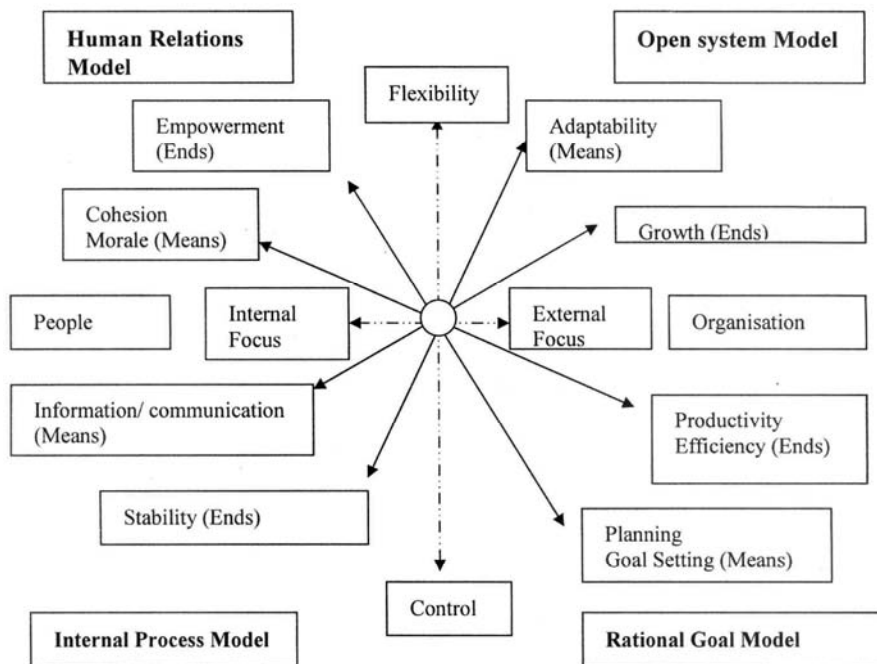 Human Relations
Model
Open system Model
Flexibility
Empowerment
(Ends)
Adaptability
(Means)
Cohesion
Morale (Means)
Growth (Ends)
People
Internal
Focus
External
Focus
Organisation
Information/ communication
(Means)
Productivity
Efficiency (Ends)
Stability (Ends)
Planning
Goal Setting (Means)
Control
Internal Process Model
Rational Goal Model